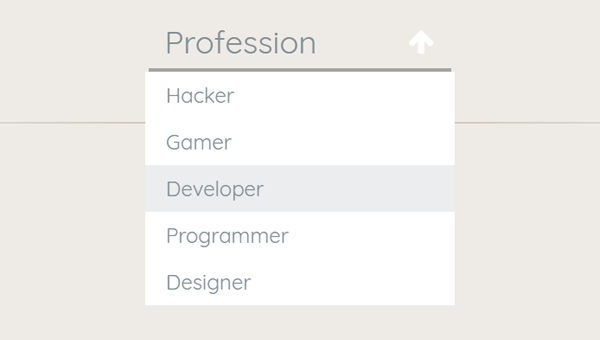 Profession
Hacker
Gamer
Developer
Programmer
Designer